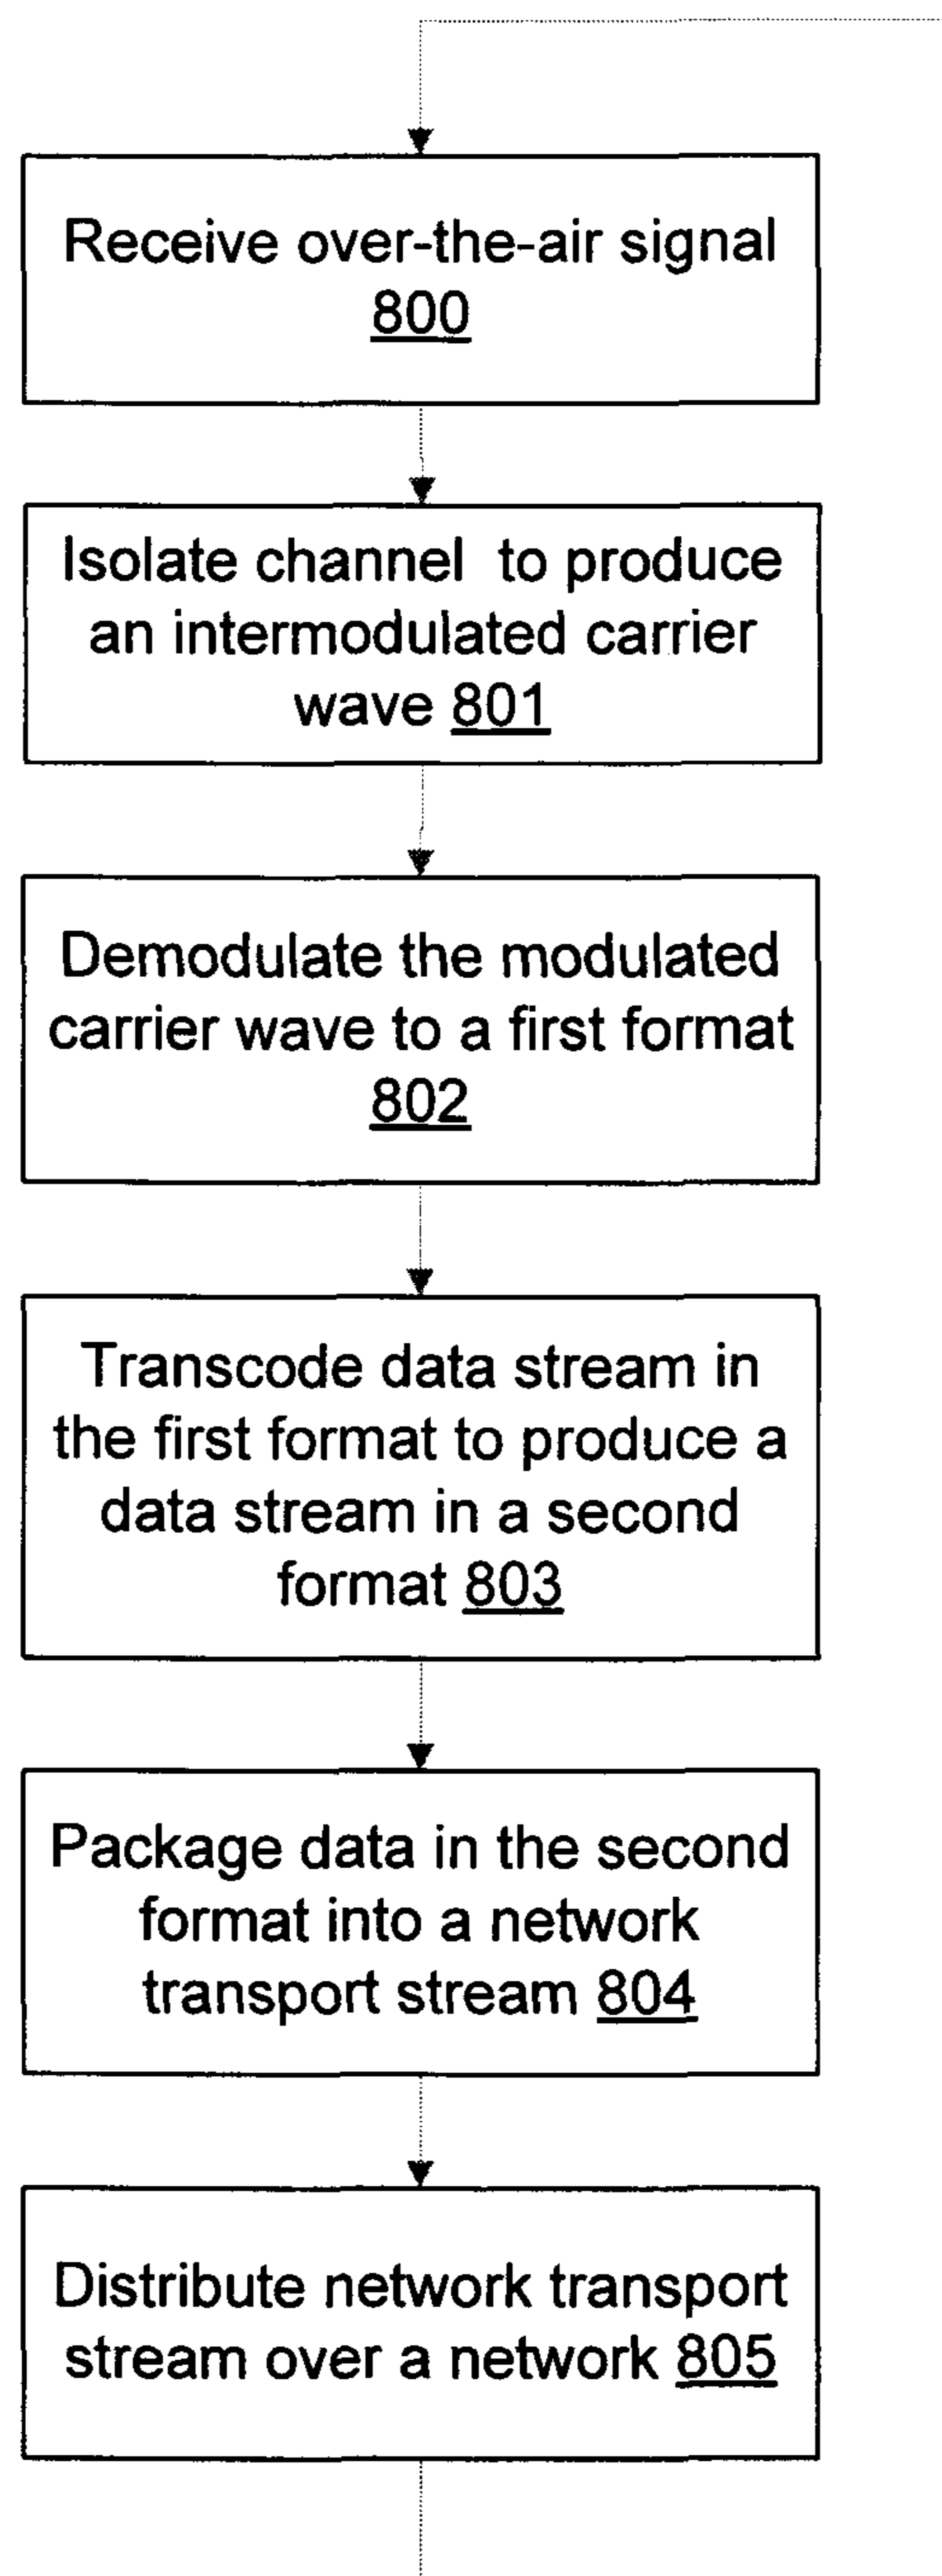 Receive over-the-air signal
800
Isolate channel to produce
an intermodulated carrier
wave 801
Demodulate the modulated
carrier wave to a first format
802
Transcode data stream in
the first format to produce a
data stream in a second
format 803
Package data in the second
format into a network
transport stream 804
Distribute network transport
stream over a network 805